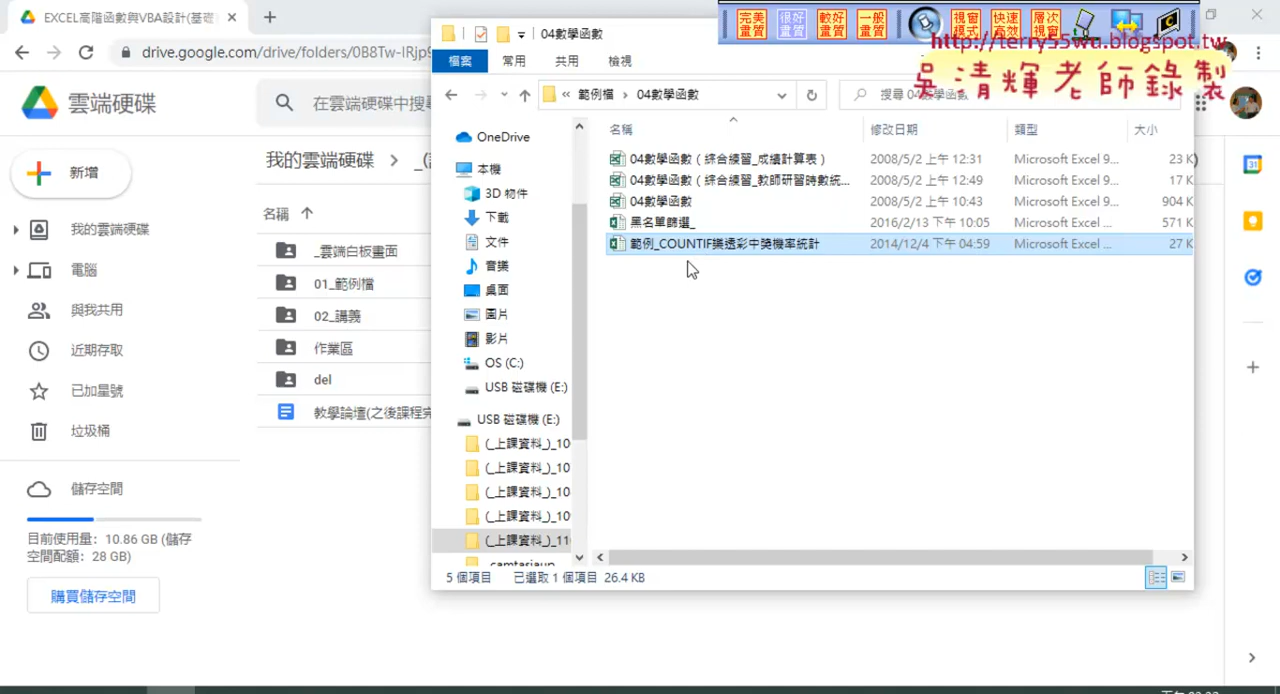 EXCEL高階函數與VBA設計(基礎
04數學函數
完美畫質
很好畫質
較好畫質
一般畫質
視窗模式
快速高效
層次視窗
drive.google.com/drive/folders/0B8Tw-lRjp9
http://terry55wu.blogspot.tw
吳清輝老師錄製
檔案
常用
共用
檢視
雲端硬碟
在雲端硬碟中搜尋
範例檔
04數學函數
搜尋 04數學函數
新增
我的雲端硬碟
名稱
修改日期
類型
大小
OneDrive
本機
3D 物件
下載
文件
音樂
桌面
圖片
影片
OS (C:)
USB 磁碟機 (E:)
USB 磁碟機 (E:)
(_上課資料_)_10
(_上課資料_)_10
(_上課資料_)_10
(_上課資料_)_10
(_上課資料_)_11
_camtasiaup
04數學函數（綜合練習_成績計算表）
2008/5/2 上午 12:31
Microsoft Excel 9...
23 K
04數學函數（綜合練習_教師研習時數統...
2008/5/2 上午 12:49
Microsoft Excel 9...
17 K
04數學函數
2008/5/2 上午 10:43
Microsoft Excel 9...
904 K
黑名單篩選_
2016/2/13 下午 10:05
Microsoft Excel ...
571 K
範例_COUNTIF樂透彩中獎機率統計
2014/12/4 下午 04:59
Microsoft Excel ...
27 K
我的雲端硬碟
電腦
與我共用
近期存取
已加星號
垃圾桶
儲存空間
目前使用量：10.86 GB (儲存
空間配額：28 GB)
購買儲存空間
名稱
_雲端白板畫面
01_範例檔
02_講義
作業區
del
教學論壇(之後課程完
5 個項目
已選取 1 個項目 26.4 KB